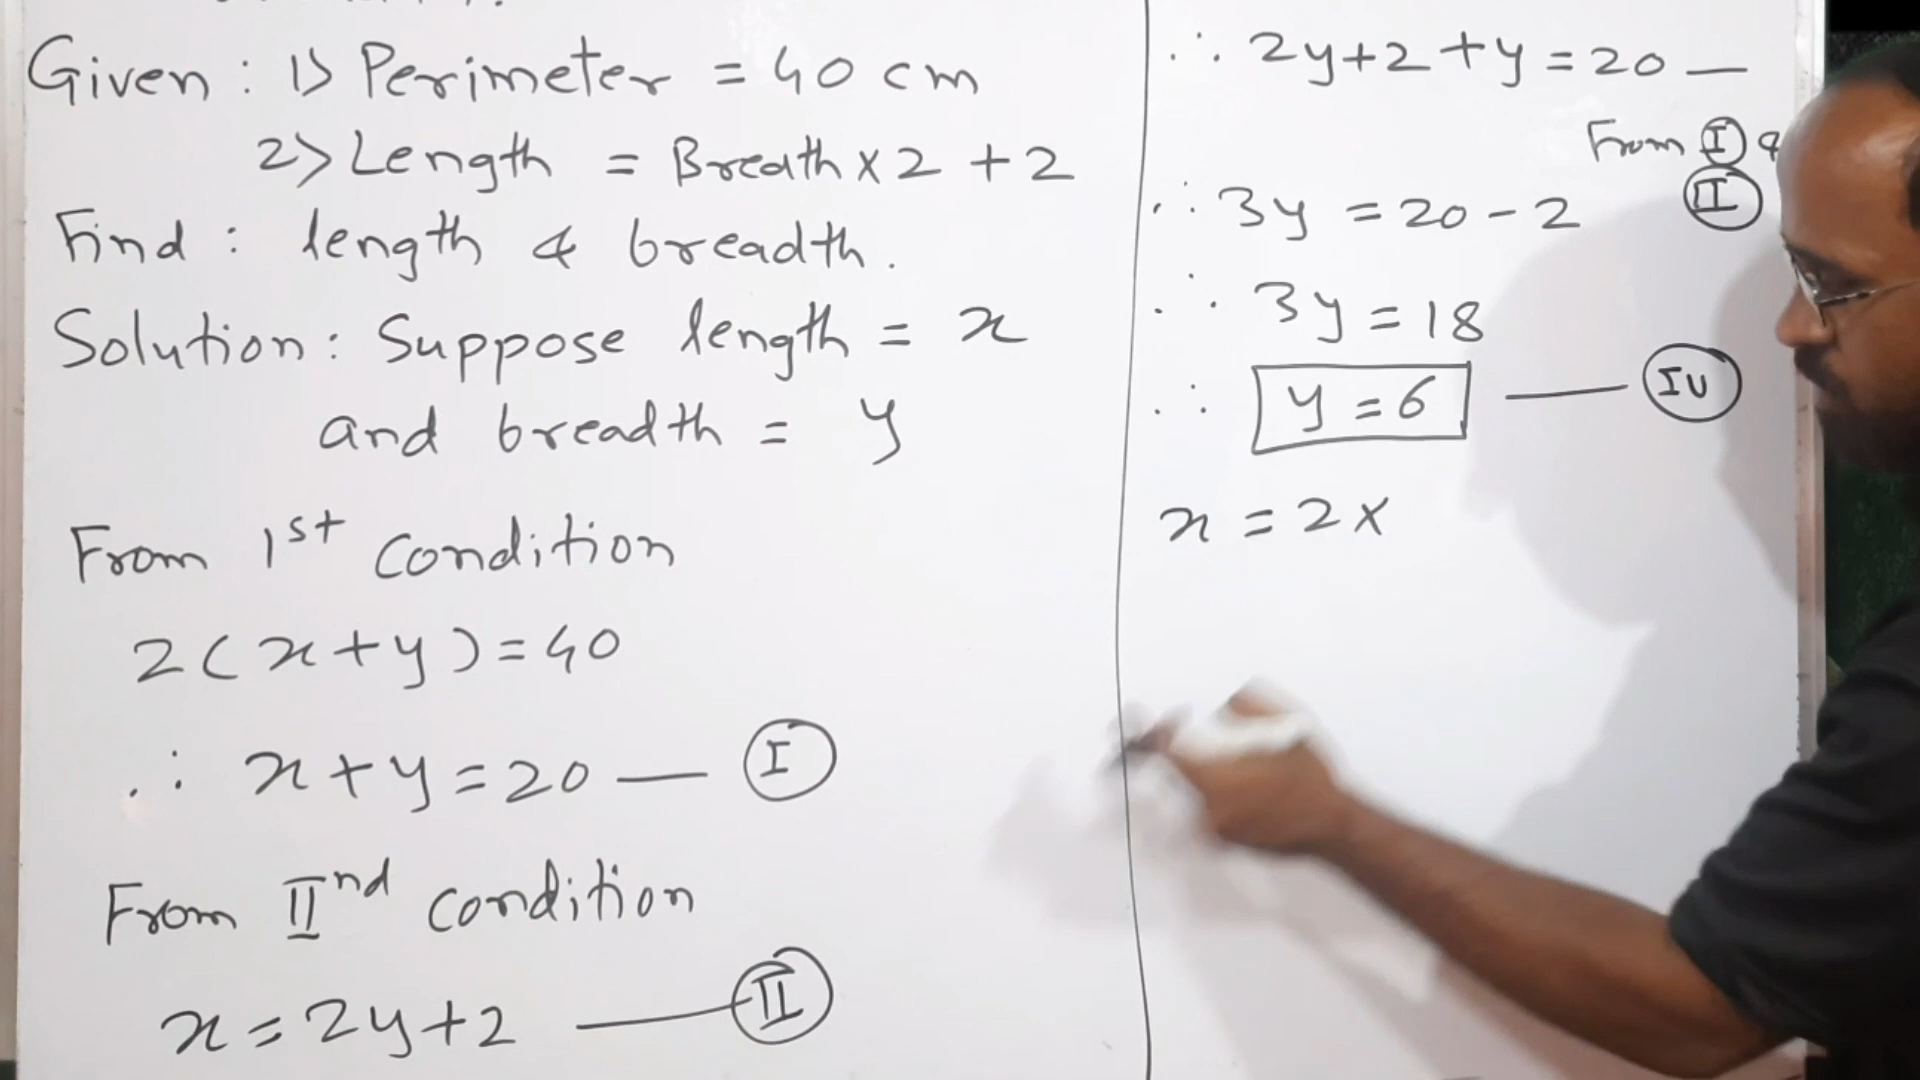 Given : 1> Perimeter = 40 cm
2> Length = Breath x 2 + 2
Find : length & breadth.
Solution : Suppose length = x
and breadth = y
From 1st condition
2(x+y)=40
∴ x+y=20 — I
From IInd condition
x=2y+2 — II
∴ 2y+2+y=20 —
From I &
II
∴ 3y = 20-2
∴ 3y = 18
∴ y = 6 — IV
x = 2x